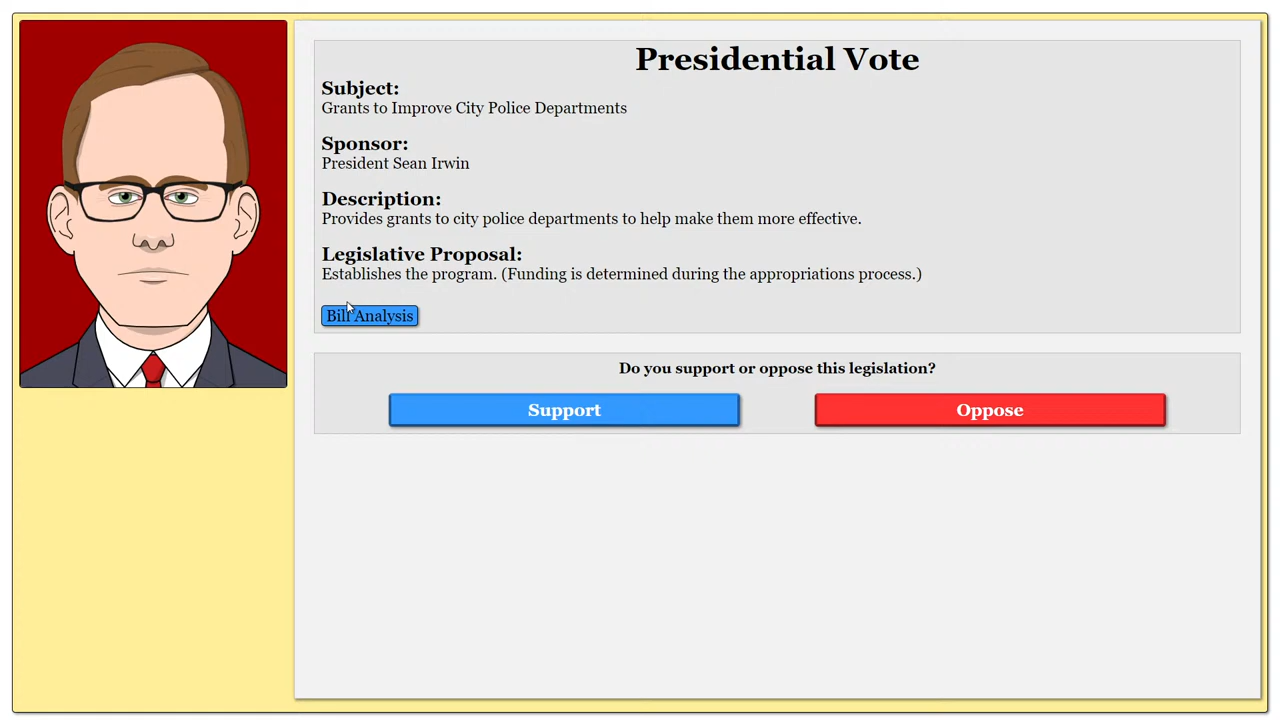 Presidential Vote
Subject:
Grants to Improve City Police Departments
Sponsor:
President Sean Irwin
Description:
Provides grants to city police departments to help make them more effective.
Legislative Proposal:
Establishes the program. (Funding is determined during the appropriations process.)
Bill Analysis
Do you support or oppose this legislation?
Support
Oppose